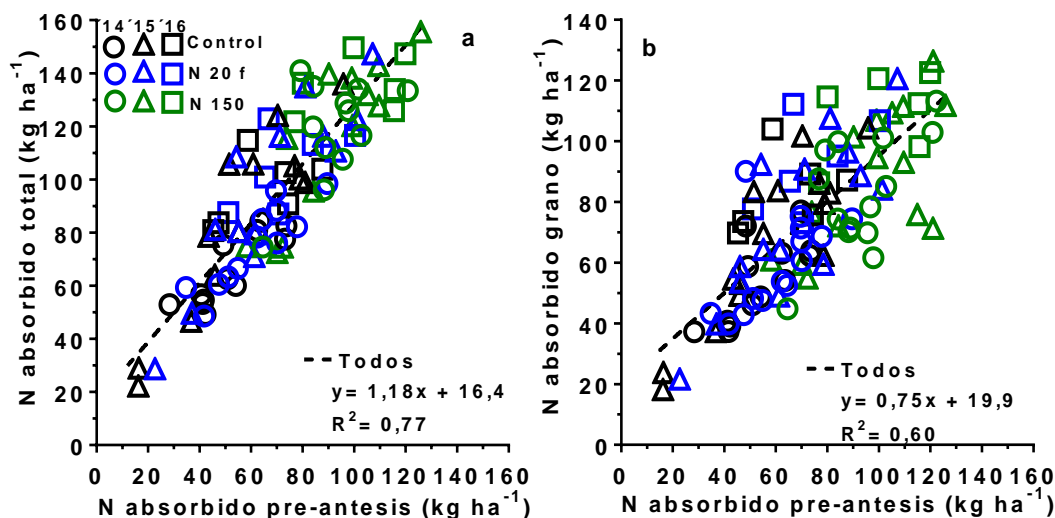 a
´14´15´16
Control
N 20 f
N 150
N absorbido total (kg ha⁻¹)
160
140
120
100
80
60
40
20
0
Todos
y= 1,18x + 16,4
R²= 0,77
0 20 40 60 80 100 120 140 160
N absorbido pre-antesis (kg ha⁻¹)
b
N absorbido grano (kg ha⁻¹)
140
120
100
80
60
40
20
0
Todos
y= 0,75x + 19,9
R²= 0,60
0 20 40 60 80 100 120 140 160
N absorbido pre-antesis (kg ha⁻¹)